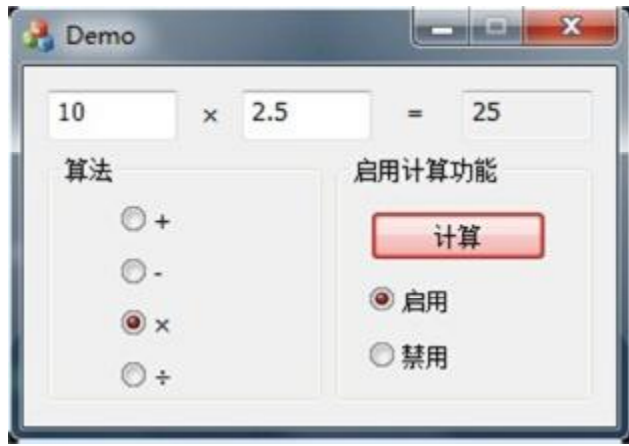 Demo
10 × 2.5 = 25
算法
+
-
×
÷
启用计算功能
计算
启用
禁用